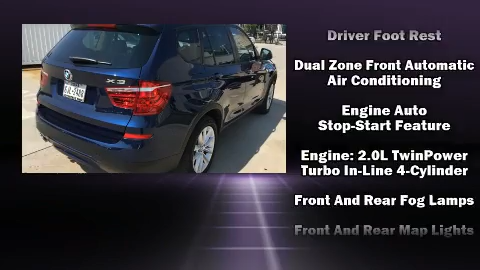 Driver Foot Rest
Dual Zone Front Automatic
Air Conditioning
Engine Auto
Stop-Start Feature
Engine: 2.0L TwinPower
Turbo In-Line 4-Cylinder
Front And Rear Fog Lamps
Front And Rear Map Lights
X3